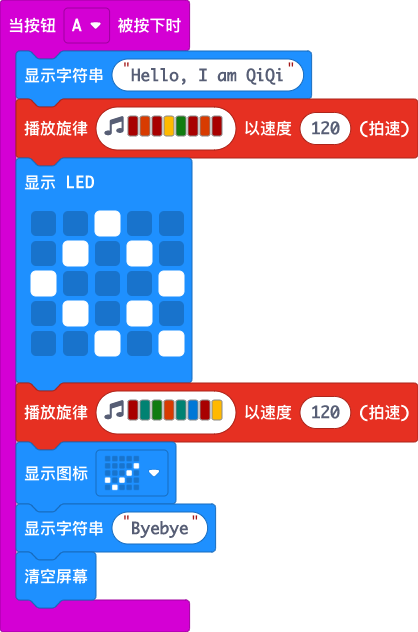 当按钮 A 被按下时
显示字符串 "Hello, I am QiQi"
播放旋律 以速度 120 (拍速)
显示 LED
播放旋律 以速度 120 (拍速)
显示图标
显示字符串 "Byebye"
清空屏幕